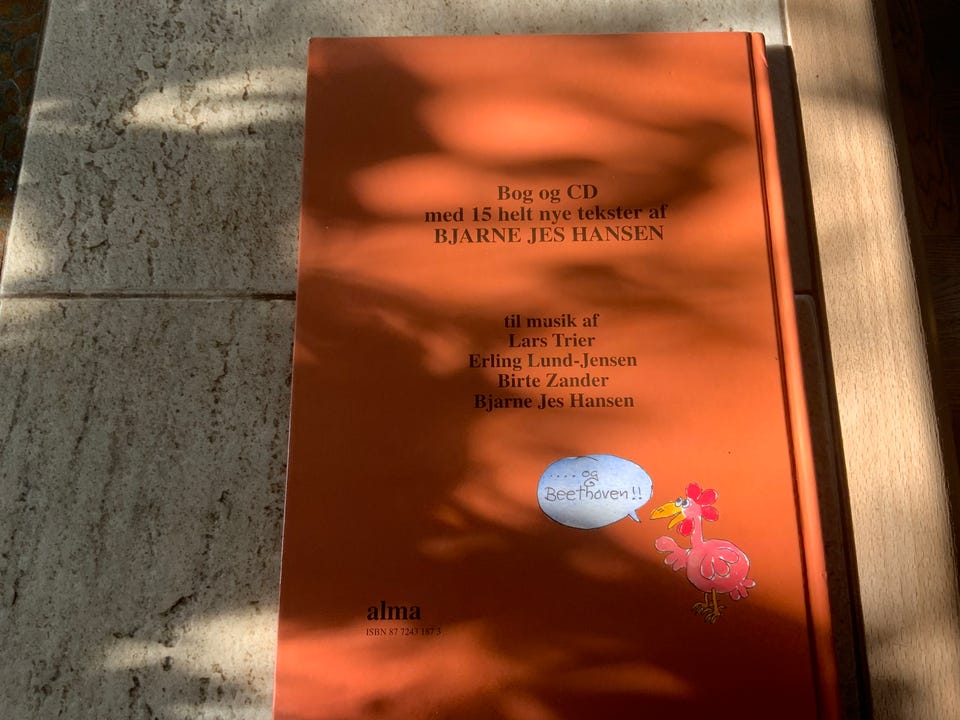 Bog og CD
med 15 helt nye tekster af
BJARNE JES HANSEN
til musik af
Lars Trier
Erling Lund-Jensen
Birte Zander
Bjarne Jes Hansen
.... og
Beethoven!!
alma
ISBN 87 7243 187 3